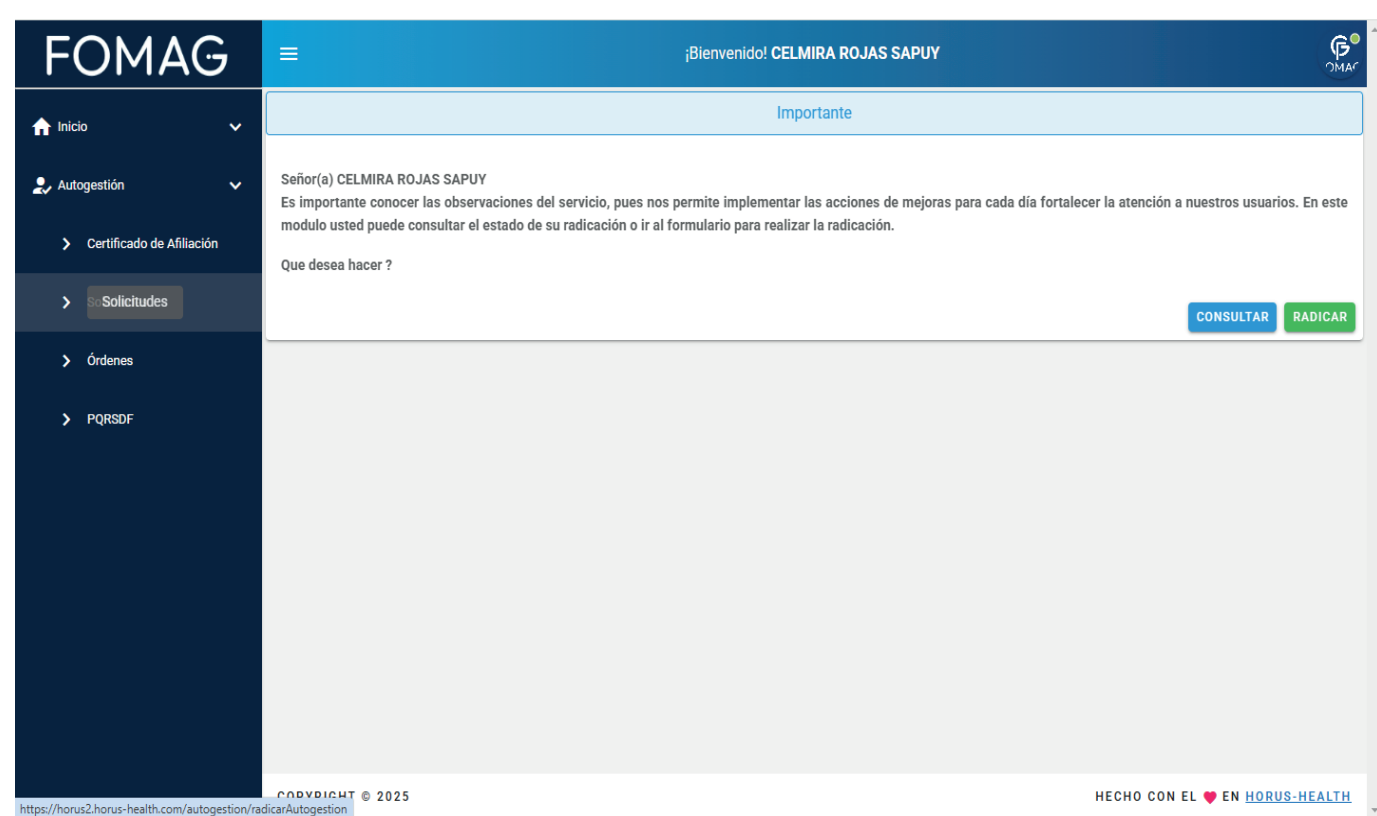 FOMAG
¡Bienvenido! CELMIRA ROJAS SAPUY
Inicio
Autogestión
Certificado de Afiliación
Solicitudes
Órdenes
PQRSDF
Importante
Señor(a) CELMIRA ROJAS SAPUY
Es importante conocer las observaciones del servicio, pues nos permite implementar las acciones de mejoras para cada día fortalecer la atención a nuestros usuarios. En este
modulo usted puede consultar el estado de su radicación o ir al formulario para realizar la radicación.
Que desea hacer ?
CONSULTAR RADICAR
COPYRIGHT © 2025
HECHO CON EL EN HORUS-HEALTH
https://horus2.horus-health.com/autogestion/radicarAutogestion